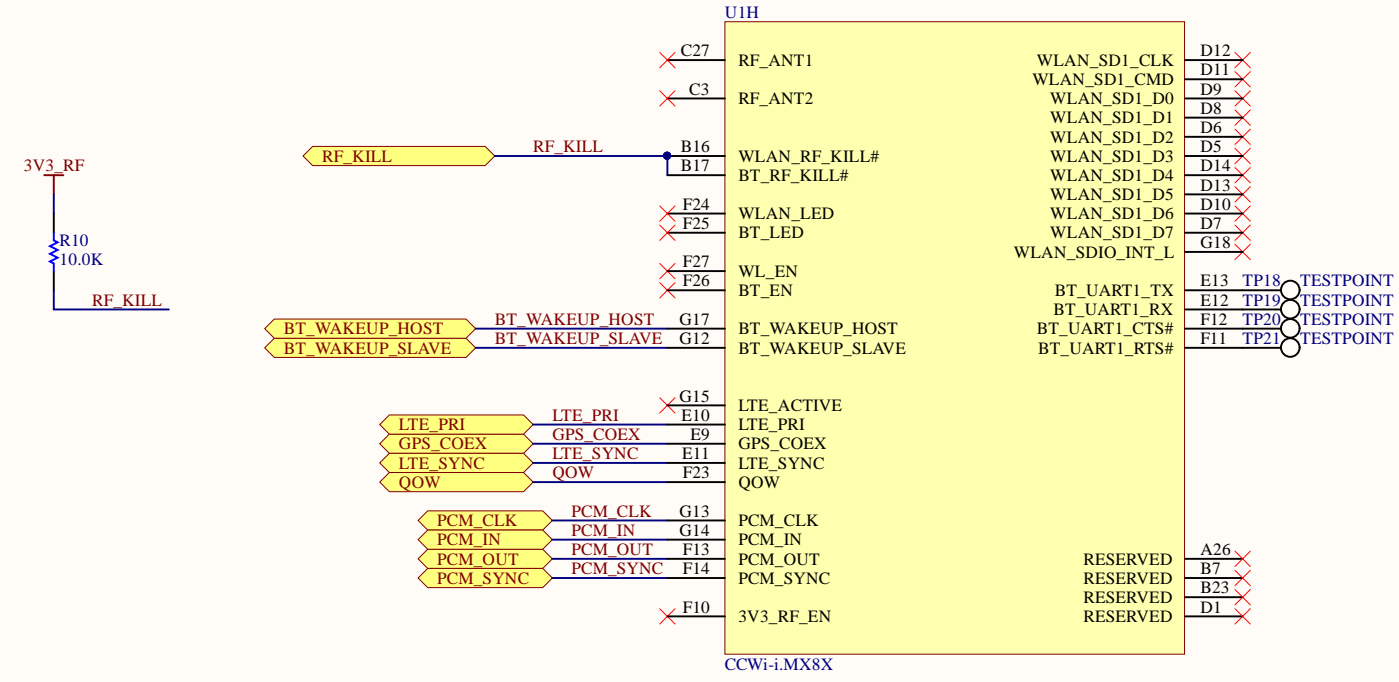 U1H
C27 RF_ANT1
C3 RF_ANT2
RF_KILL RF_KILL B16 WLAN_RF_KILL#
B17 BT_RF_KILL#
F24 WLAN_LED
F25 BT_LED
F27 WL_EN
F26 BT_EN
BT_WAKEUP_HOST BT_WAKEUP_HOST G17 BT_WAKEUP_HOST
BT_WAKEUP_SLAVE BT_WAKEUP_SLAVE G12 BT_WAKEUP_SLAVE
G15 LTE_ACTIVE
LTE_PRI LTE_PRI E10 LTE_PRI
GPS_COEX GPS_COEX E9 GPS_COEX
LTE_SYNC LTE_SYNC E11 LTE_SYNC
QOW QOW F23 QOW
PCM_CLK PCM_CLK G13 PCM_CLK
PCM_IN PCM_IN G14 PCM_IN
PCM_OUT PCM_OUT F13 PCM_OUT
PCM_SYNC PCM_SYNC F14 PCM_SYNC
F10 3V3_RF_EN
WLAN_SD1_CLK D12
WLAN_SD1_CMD D11
WLAN_SD1_D0 D9
WLAN_SD1_D1 D8
WLAN_SD1_D2 D6
WLAN_SD1_D3 D5
WLAN_SD1_D4 D14
WLAN_SD1_D5 D13
WLAN_SD1_D6 D10
WLAN_SD1_D7 D7
WLAN_SDIO_INT_L G18
BT_UART1_TX E13 TP18 TESTPOINT
BT_UART1_RX E12 TP19 TESTPOINT
BT_UART1_CTS# F12 TP20 TESTPOINT
BT_UART1_RTS# F11 TP21 TESTPOINT
RESERVED A26
RESERVED B7
RESERVED B23
RESERVED D1
CCWi-i.MX8X
3V3_RF
R10
10.0K
RF_KILL